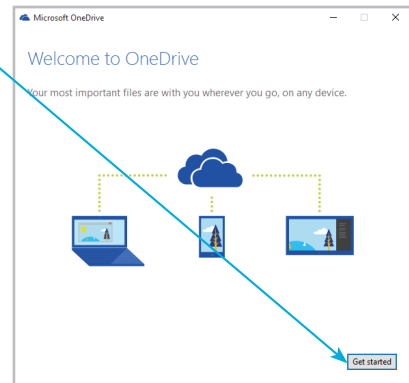 Microsoft OneDrive
Welcome to OneDrive
Your most important files are with you wherever you go, on any device.
Get started